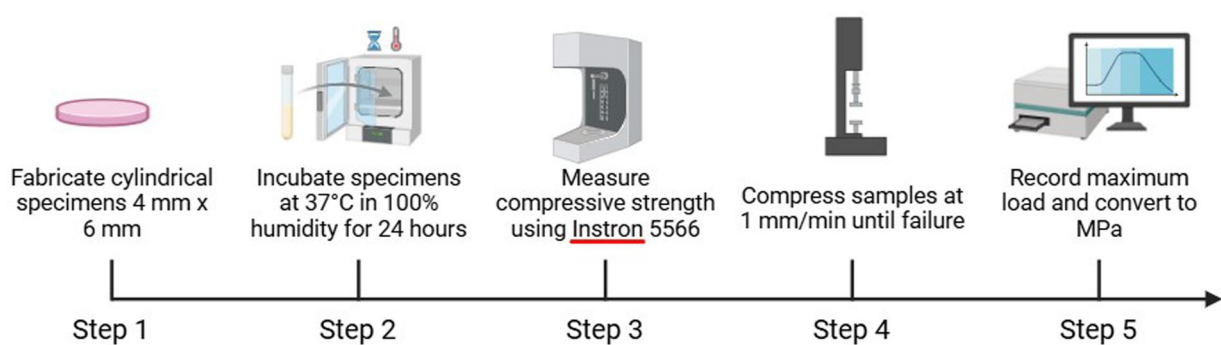 Fabricate cylindrical
specimens 4 mm x
6 mm
Incubate specimens
at 37°C in 100%
humidity for 24 hours
Measure
compressive strength
using Instron 5566
Compress samples at
1 mm/min until failure
Record maximum
load and convert to
MPa
Step 1
Step 2
Step 3
Step 4
Step 5